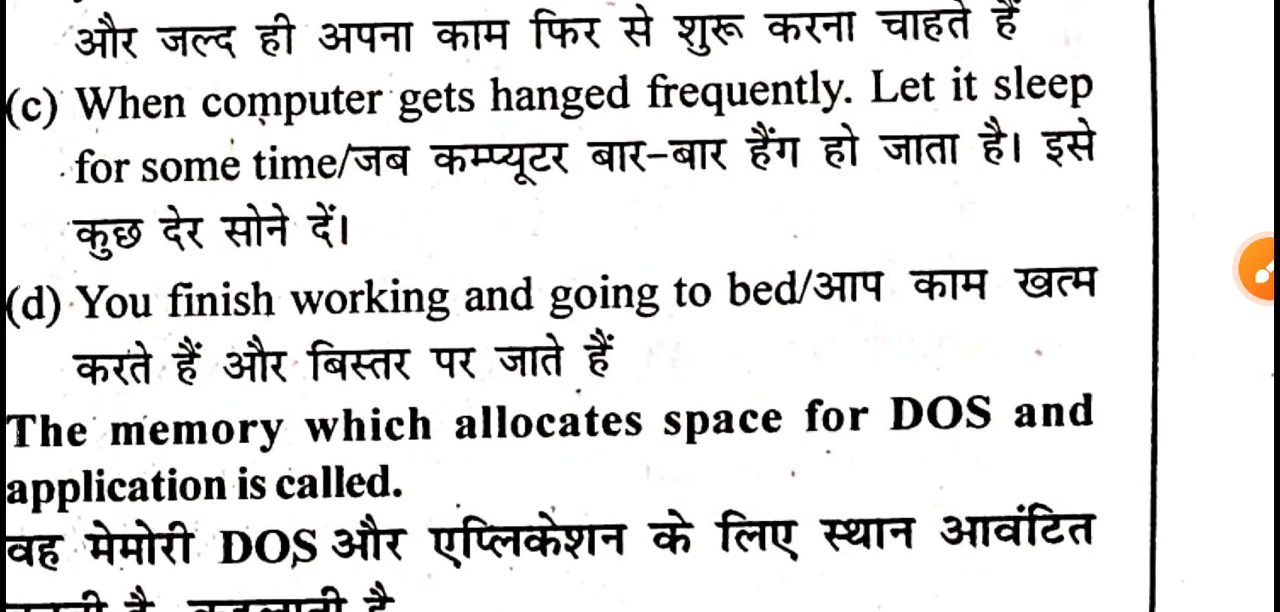 और जल्द ही अपना काम फिर से शुरू करना चाहते हैं
(c) When computer gets hanged frequently. Let it sleep
for some time/जब कम्प्यूटर बार-बार हैंग हो जाता है। इसे
कुछ देर सोने दें।
(d) You finish working and going to bed/आप काम खत्म
करते हैं और बिस्तर पर जाते हैं
The memory which allocates space for DOS and
application is called.
वह मेमोरी DOS और एप्लिकेशन के लिए स्थान आवंटित
है, कहलाती है